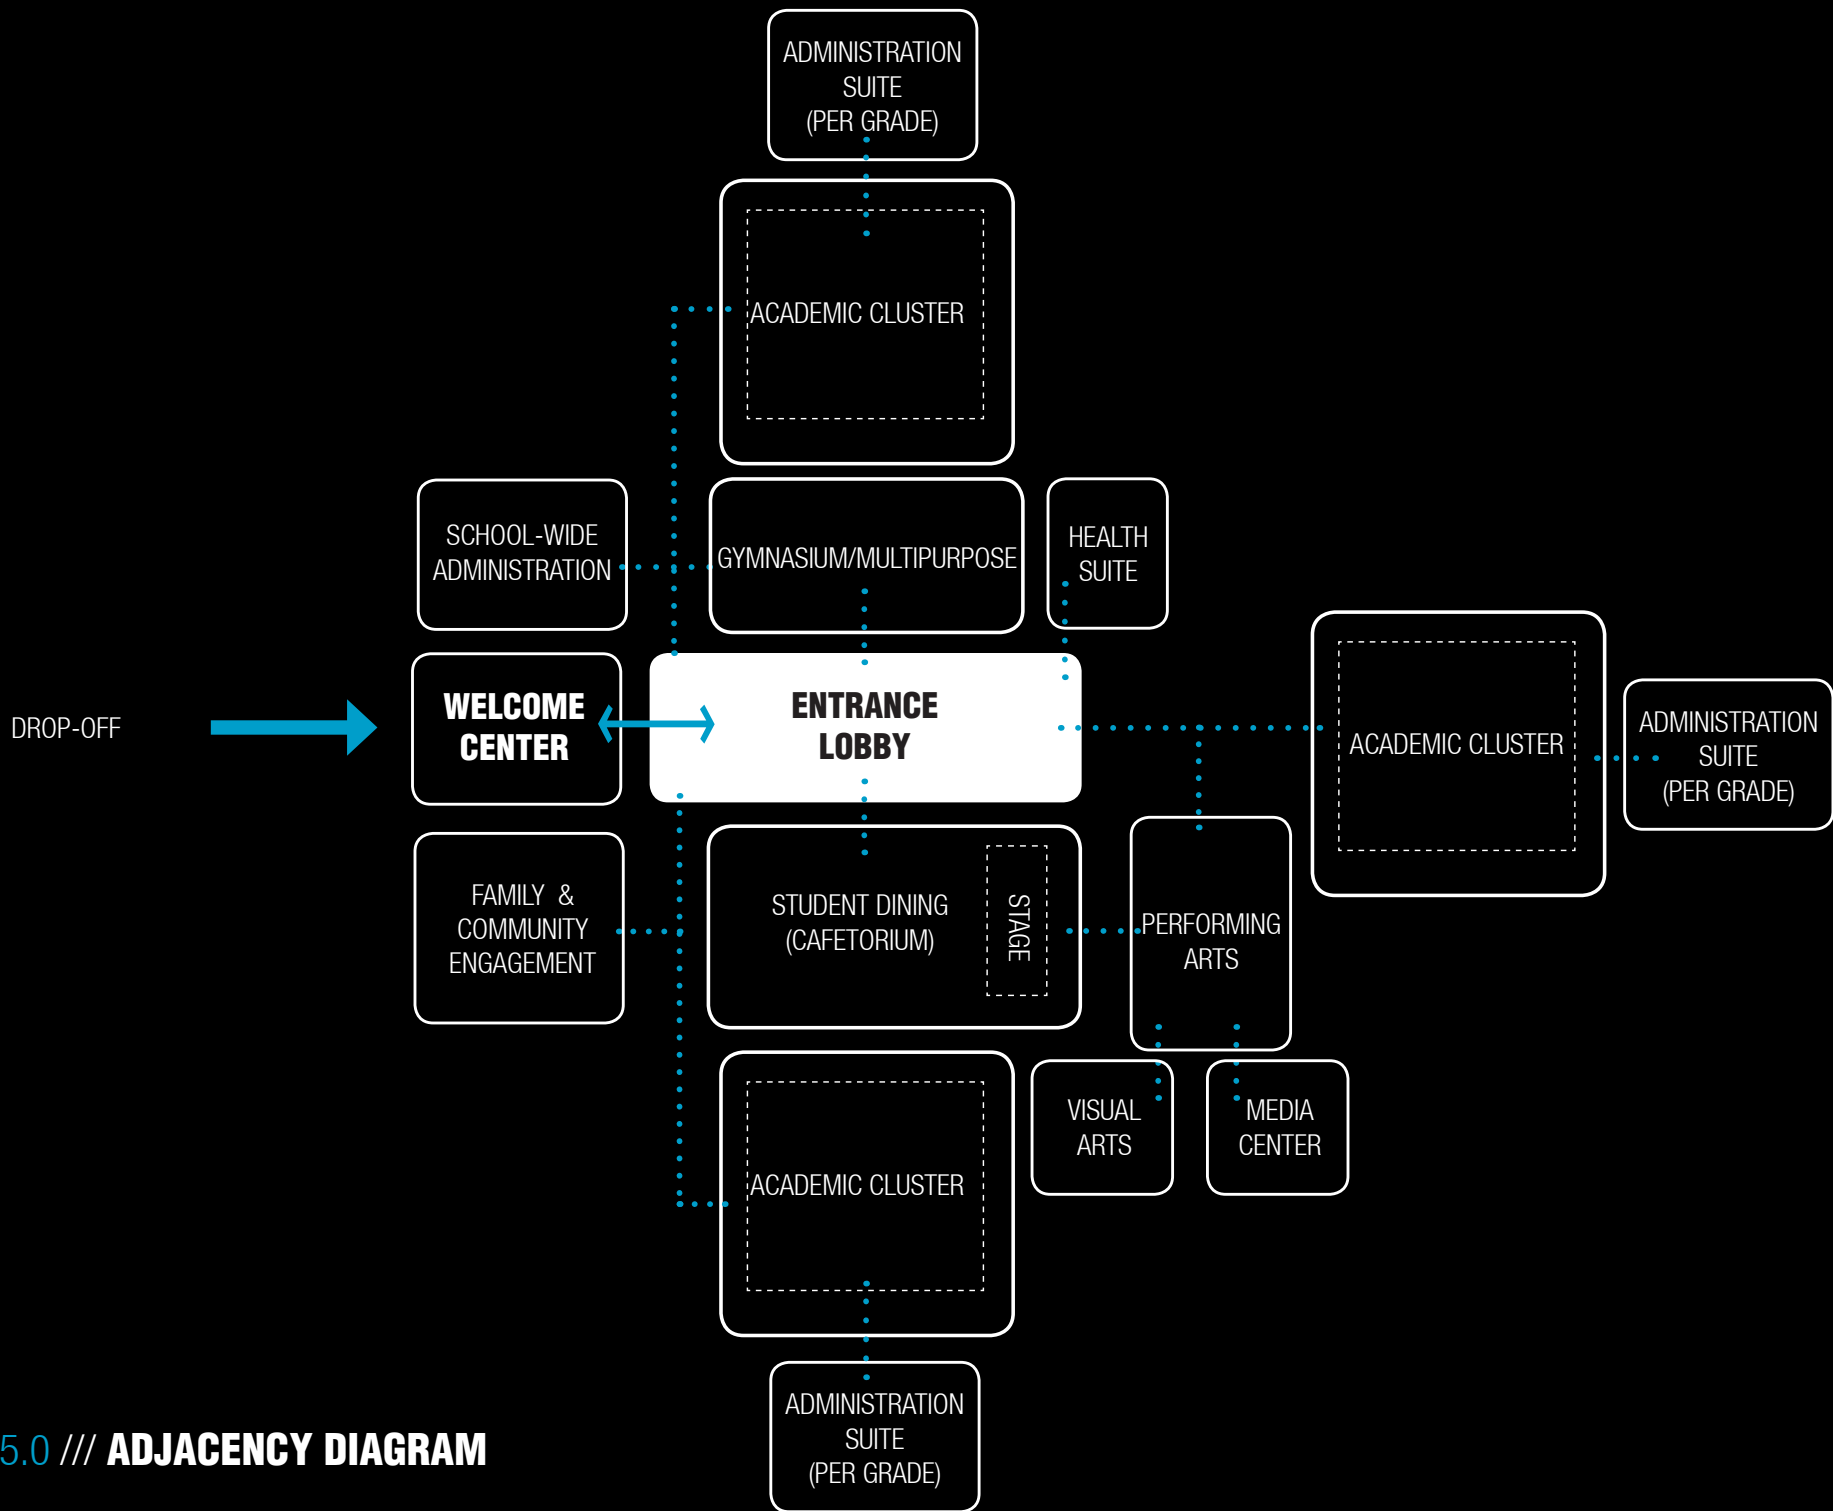 ADMINISTRATION
SUITE
(PER GRADE)
ACADEMIC CLUSTER
SCHOOL-WIDE
ADMINISTRATION
GYMNASIUM/MULTIPURPOSE
HEALTH
SUITE
DROP-OFF
WELCOME
CENTER
ENTRANCE
LOBBY
ACADEMIC CLUSTER
ADMINISTRATION
SUITE
(PER GRADE)
FAMILY &
COMMUNITY
ENGAGEMENT
STUDENT DINING
(CAFETORIUM)
STAGE
PERFORMING
ARTS
VISUAL
ARTS
MEDIA
CENTER
ACADEMIC CLUSTER
ADMINISTRATION
SUITE
(PER GRADE)
5.0 /// ADJACENCY DIAGRAM